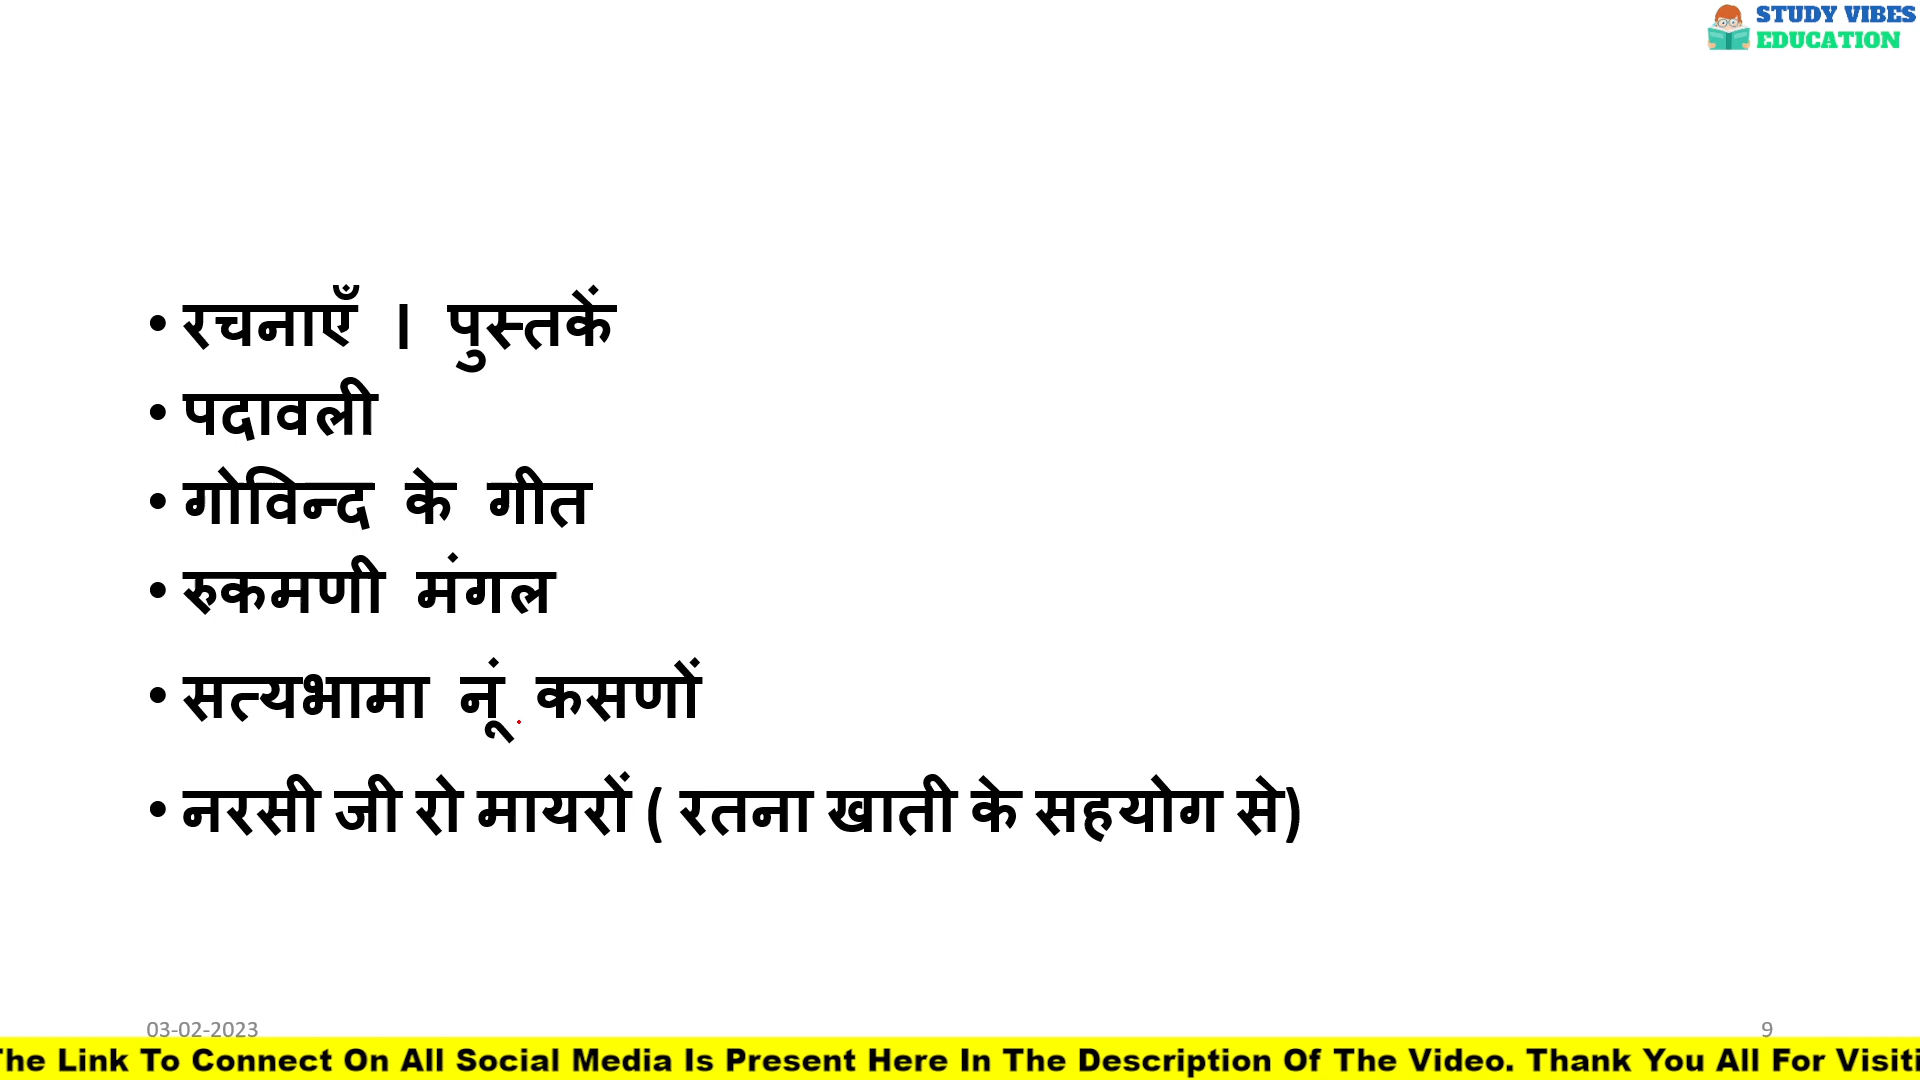 STUDY VIBES
EDUCATION
• रचनाएँ । पुस्तकें
• पदावली
• गोविन्द के गीत
• रुकमणी मंगल
• सत्यभामा नूं कसणों
• नरसी जी रो मायरों ( रतना खाती के सहयोग से)
03-02-2023
9
The Link To Connect On All Social Media Is Present Here In The Description Of The Video. Thank You All For Visiti